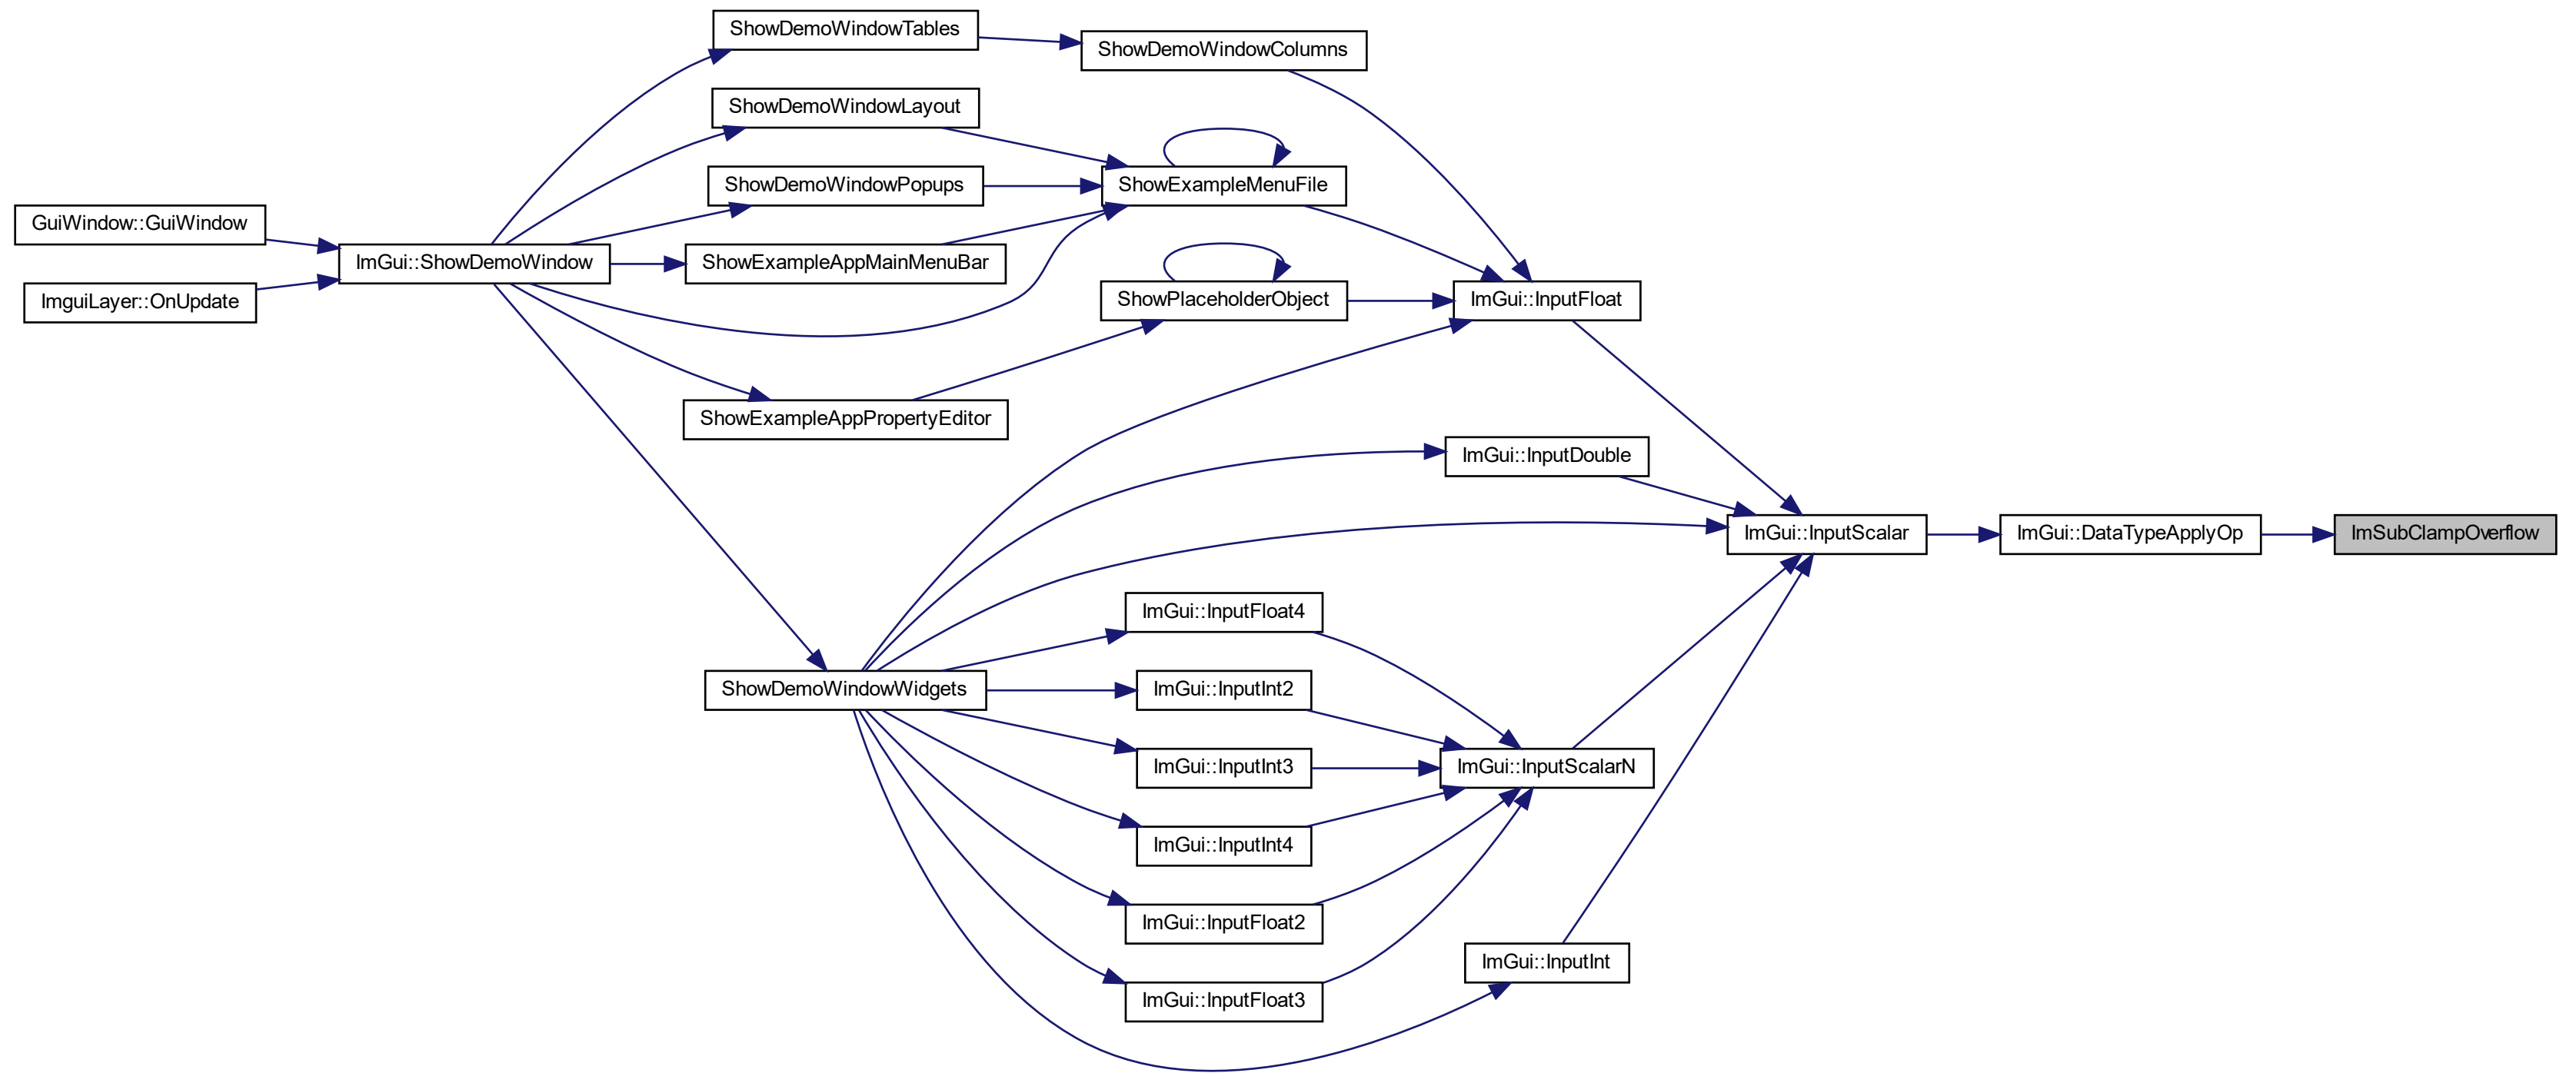 ShowDemoWindowTables
ShowDemoWindowColumns
ShowDemoWindowLayout
ShowDemoWindowPopups
ShowExampleMenuFile
GuiWindow::GuiWindow
ImGui::ShowDemoWindow
ShowExampleAppMainMenuBar
ImguiLayer::OnUpdate
ShowPlaceholderObject
ImGui::InputFloat
ShowExampleAppPropertyEditor
ImGui::InputDouble
ImGui::InputScalar
ImGui::DataTypeApplyOp
ImSubClampOverflow
ImGui::InputFloat4
ShowDemoWindowWidgets
ImGui::InputInt2
ImGui::InputInt3
ImGui::InputScalarN
ImGui::InputInt4
ImGui::InputFloat2
ImGui::InputInt
ImGui::InputFloat3